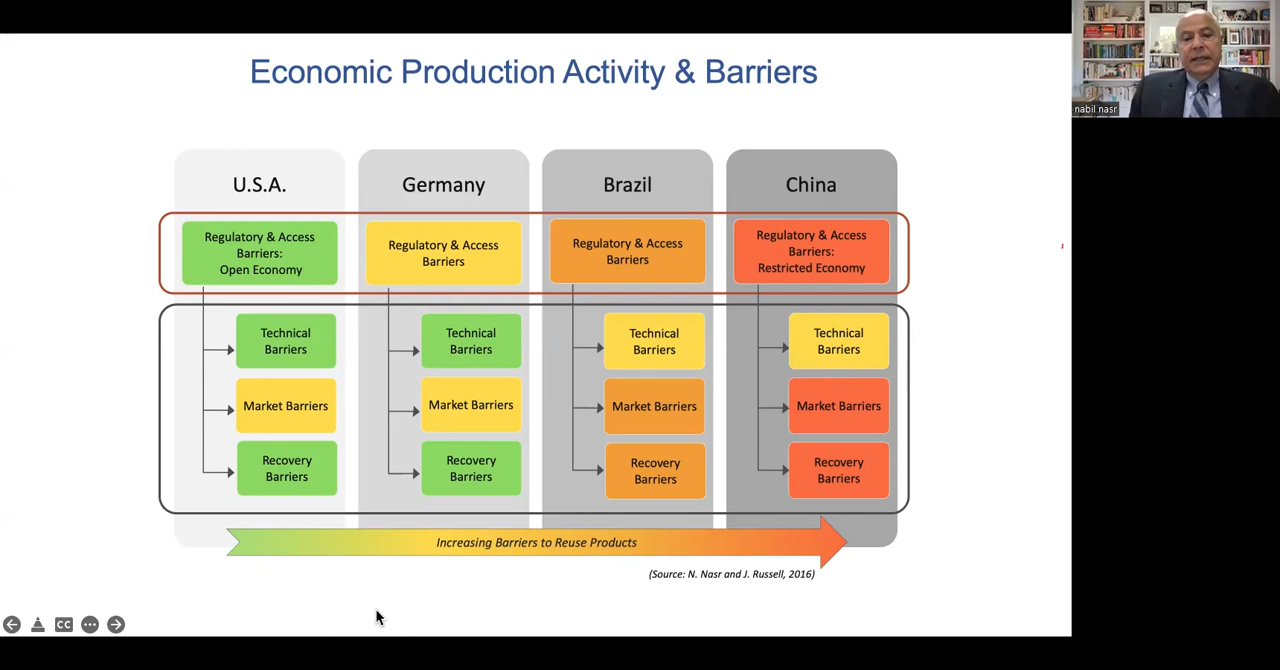 Economic Production Activity & Barriers
nabil nasr
U.S.A.
Germany
Brazil
China
Regulatory & Access
Barriers:
Open Economy
Regulatory & Access
Barriers
Regulatory & Access
Barriers
Regulatory & Access
Barriers:
Restricted Economy
Technical
Barriers
Technical
Barriers
Technical
Barriers
Technical
Barriers
Market Barriers
Market Barriers
Market Barriers
Market Barriers
Recovery
Barriers
Recovery
Barriers
Recovery
Barriers
Recovery
Barriers
Increasing Barriers to Reuse Products
(Source: N. Nasr and J. Russell, 2016)
CC